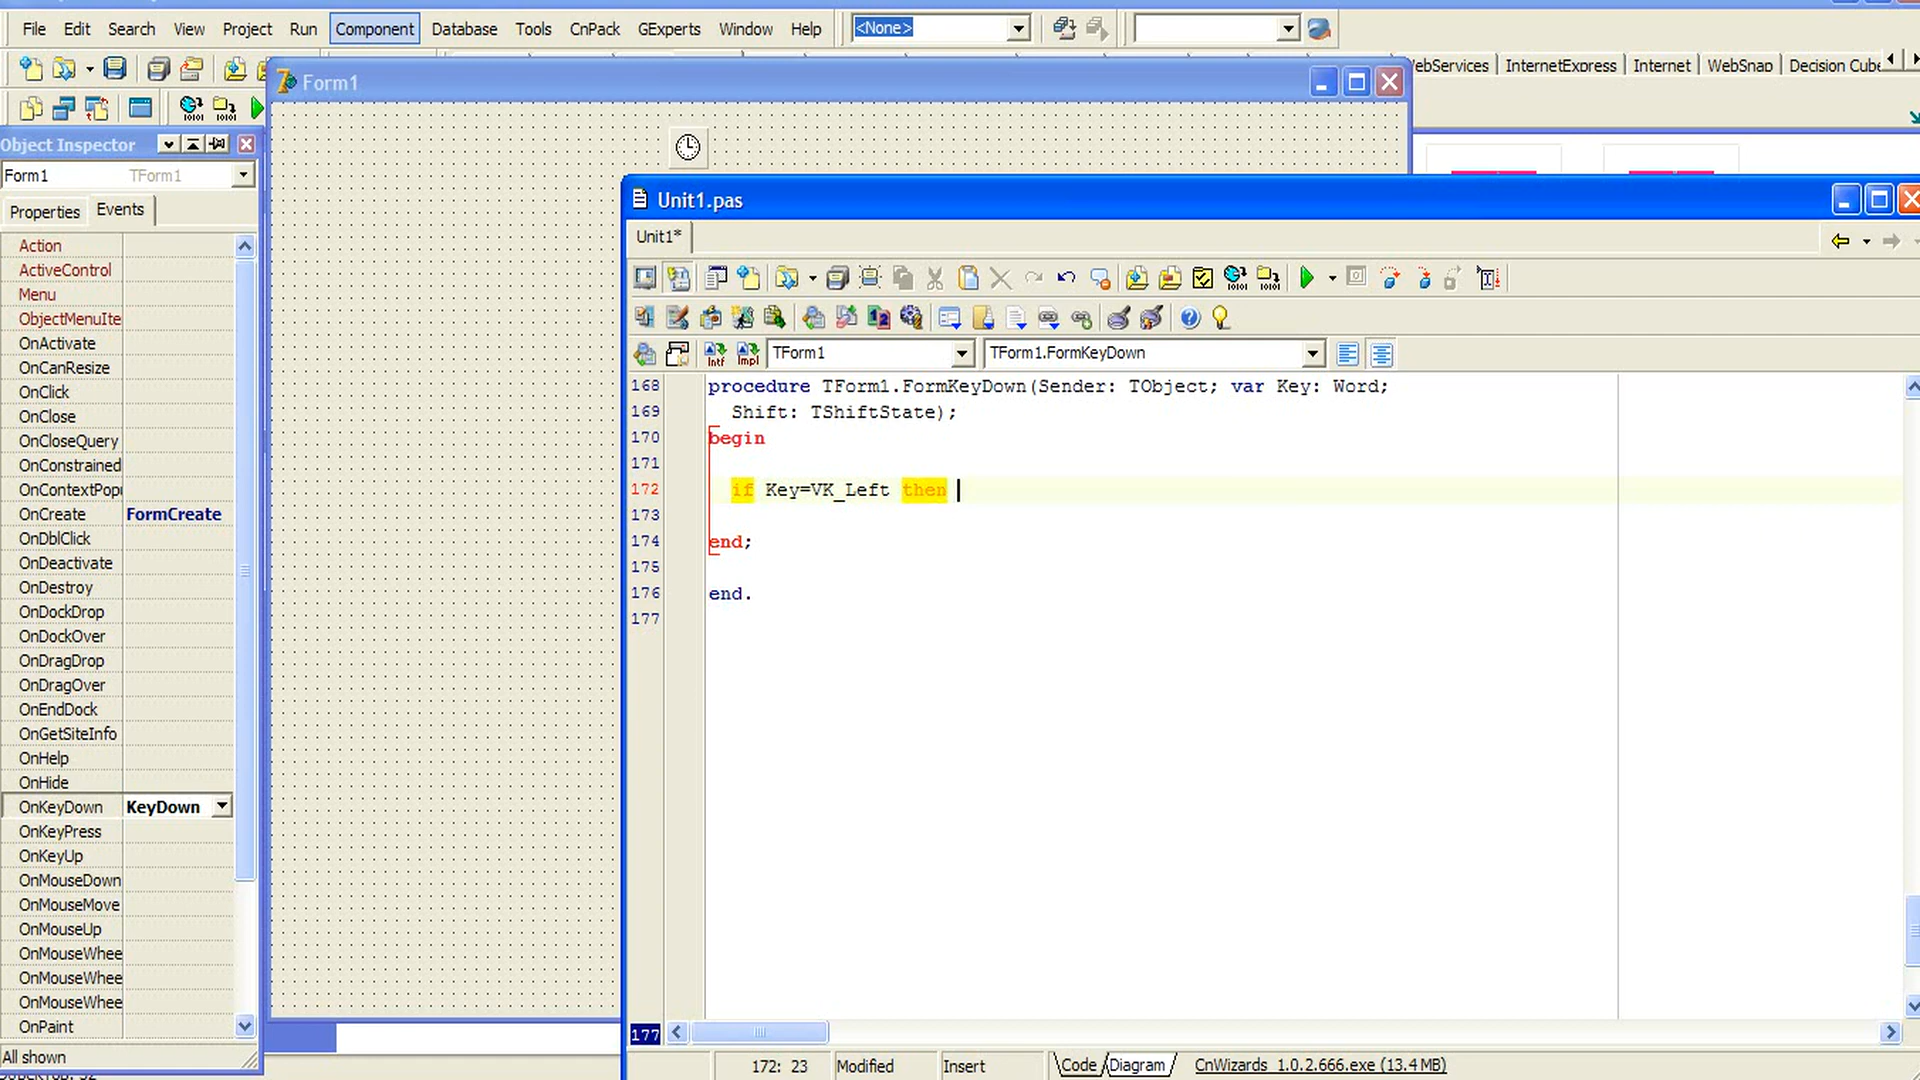 File Edit Search View Project Run Component Database Tools CnPack GExperts Window Help <None>
WebServices InternetExpress Internet WebSnap Decision Cube
Form1
Object Inspector
Form1 TForm1
Properties Events
Action
ActiveControl
Menu
ObjectMenuIte
OnActivate
OnCanResize
OnClick
OnClose
OnCloseQuery
OnConstrained
OnContextPopu
OnCreate FormCreate
OnDblClick
OnDeactivate
OnDestroy
OnDockDrop
OnDockOver
OnDragDrop
OnDragOver
OnEndDock
OnGetSiteInfo
OnHelp
OnHide
OnKeyDown KeyDown
OnKeyPress
OnKeyUp
OnMouseDown
OnMouseMove
OnMouseUp
OnMouseWhee
OnMouseWhee
OnMouseWhee
OnPaint
All shown
Unit1.pas
Unit1*
TForm1 TForm1.FormKeyDown
168 procedure TForm1.FormKeyDown(Sender: TObject; var Key: Word;
169 Shift: TShiftState);
170 begin
171
172 if Key=VK_Left then
173
174 end;
175
176 end.
177
177
172: 23 Modified Insert Code Diagram CnWizards_1.0.2.666.exe (13.4 MB)